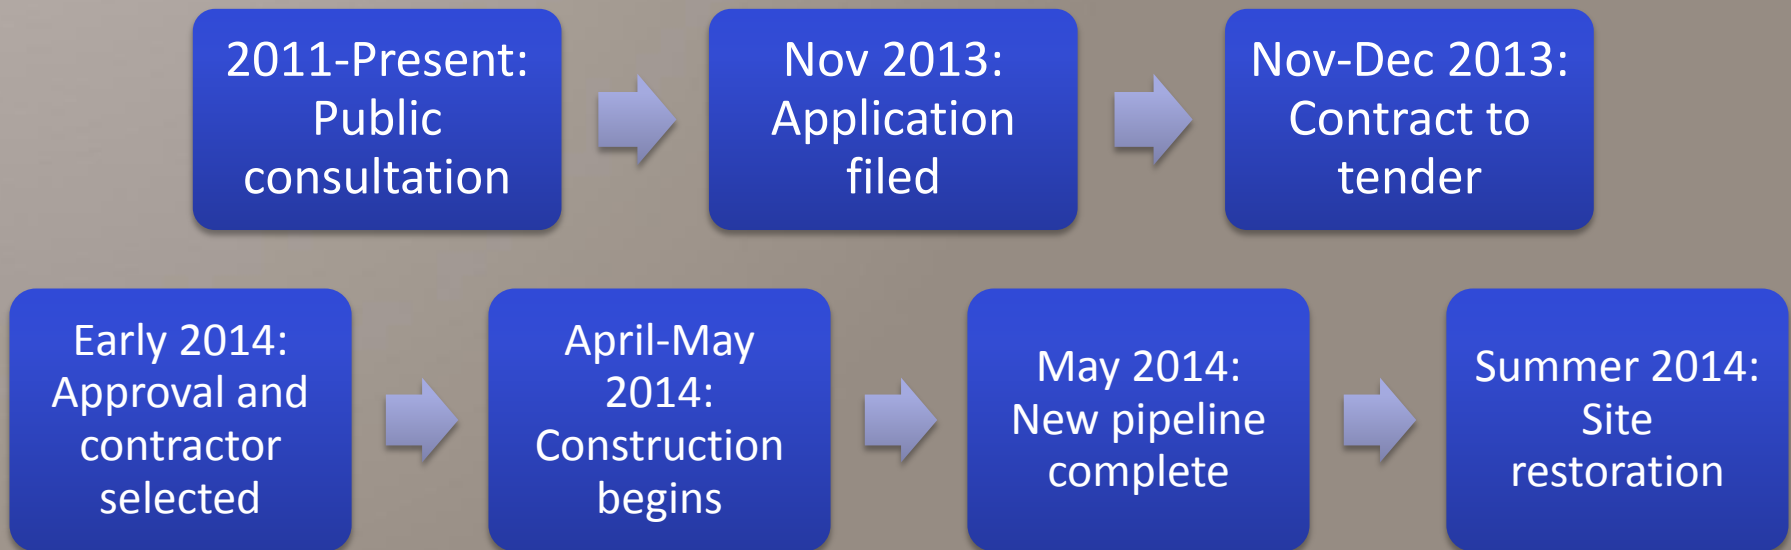 2011-Present:
Public
consultation
Nov 2013:
Application
filed
Nov-Dec 2013:
Contract to
tender
Early 2014:
Approval and
contractor
selected
April-May
2014:
Construction
begins
May 2014:
New pipeline
complete
Summer 2014:
Site
restoration